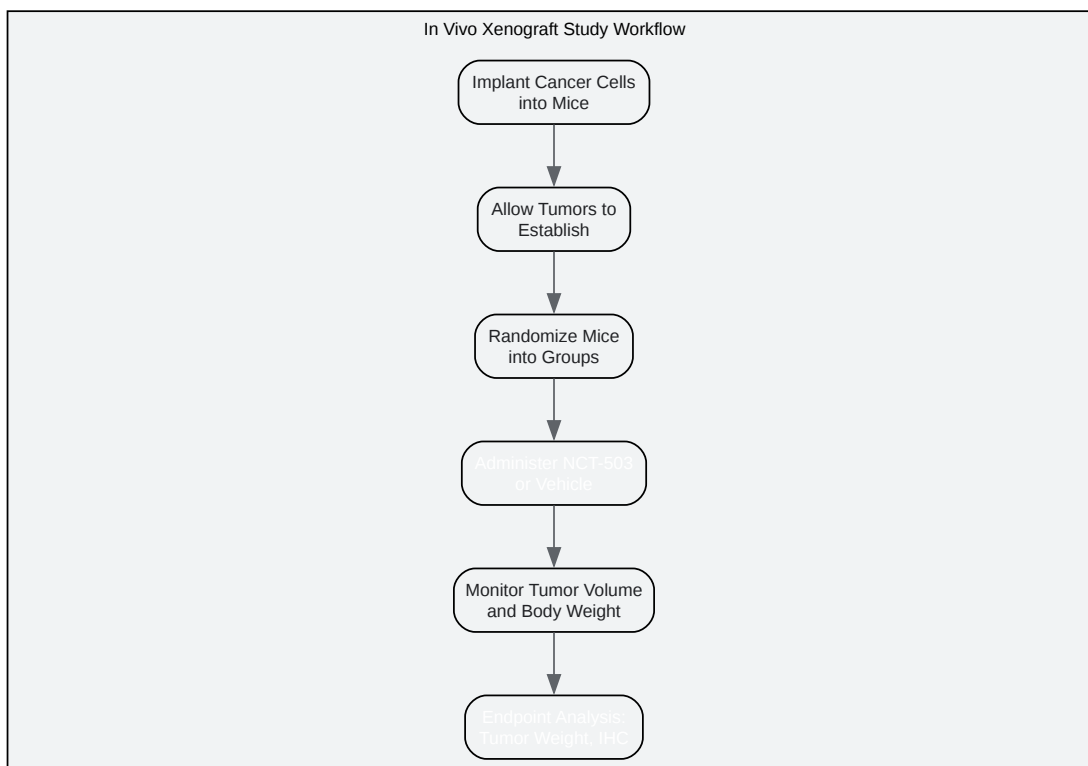 In Vivo Xenograft Study Workflow
Implant Cancer Cells
into Mice
Allow Tumors to
Establish
Randomize Mice
into Groups
Administer NCT-503
or Vehicle
Monitor Tumor Volume
and Body Weight
Endpoint Analysis:
Tumor Weight, IHC